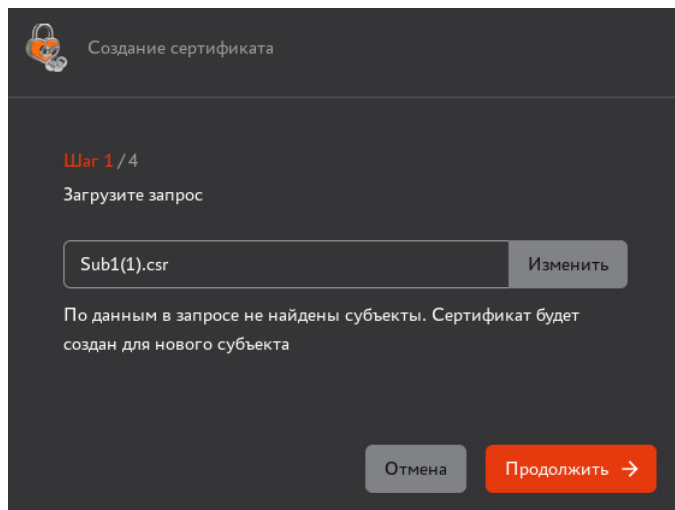 Создание сертификата
Шаг 1 / 4
Загрузите запрос
Sub1(1).csr
Изменить
По данным в запросе не найдены субъекты. Сертификат будет
создан для нового субъекта
Отмена
Продолжить →